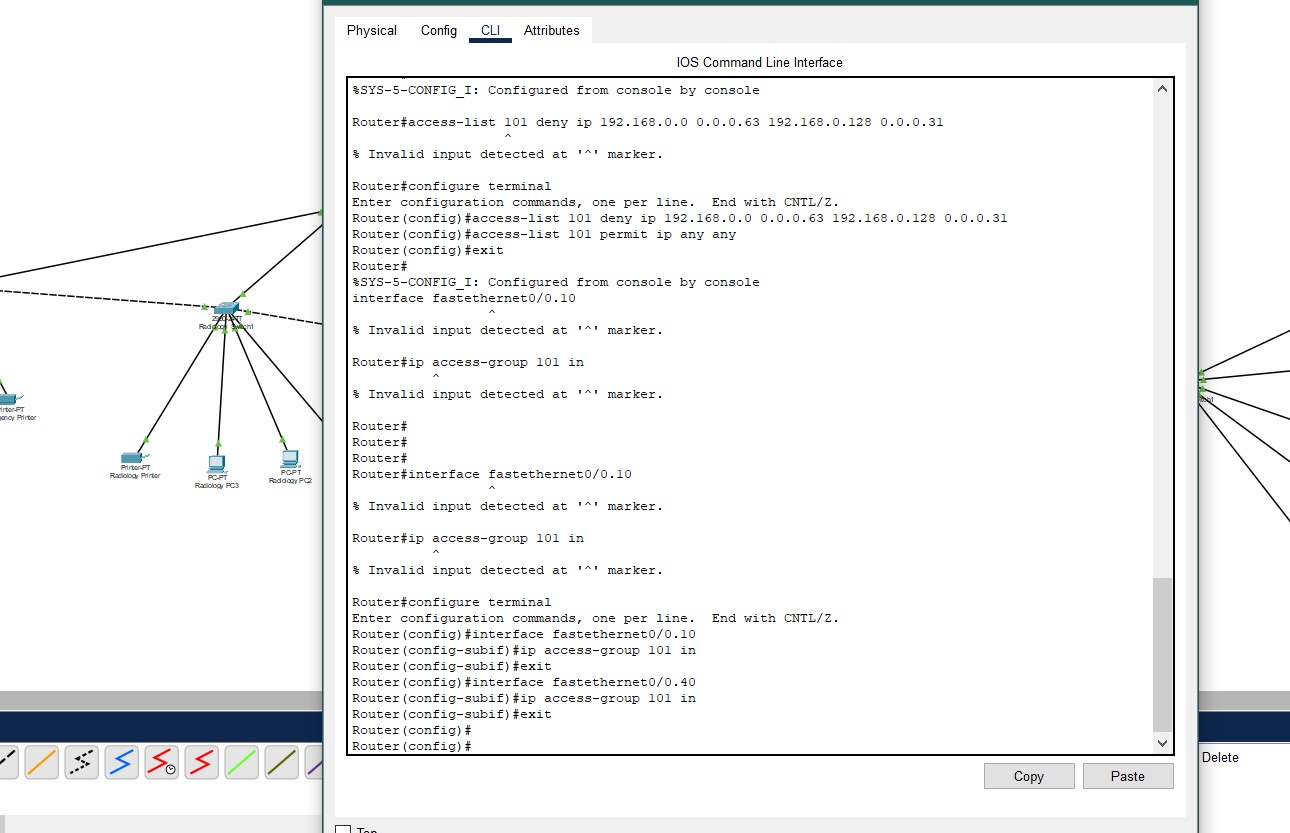 Physical Config CLI Attributes
IOS Command Line Interface
%SYS-5-CONFIG_I: Configured from console by console
Router#access-list 101 deny ip 192.168.0.0 0.0.0.63 192.168.0.128 0.0.0.31
^
% Invalid input detected at '^' marker.
Router#configure terminal
Enter configuration commands, one per line. End with CNTL/Z.
Router(config)#access-list 101 deny ip 192.168.0.0 0.0.0.63 192.168.0.128 0.0.0.31
Router(config)#access-list 101 permit ip any any
Router(config)#exit
Router#
%SYS-5-CONFIG_I: Configured from console by console
interface fastethernet0/0.10
^
% Invalid input detected at '^' marker.
Router#ip access-group 101 in
^
% Invalid input detected at '^' marker.
Router#
Router#
Router#
Router#interface fastethernet0/0.10
^
% Invalid input detected at '^' marker.
Router#ip access-group 101 in
^
% Invalid input detected at '^' marker.
Router#configure terminal
Enter configuration commands, one per line. End with CNTL/Z.
Router(config)#interface fastethernet0/0.10
Router(config-subif)#ip access-group 101 in
Router(config-subif)#exit
Router(config)#interface fastethernet0/0.40
Router(config-subif)#ip access-group 101 in
Router(config-subif)#exit
Router(config)#
Router(config)#
Copy Paste
Top
Radiology Switch1
Printer-PT
Radiology Printer
PC-PT
Radiology PC3
PC-PT
Radiology PC2
Printer
Delete